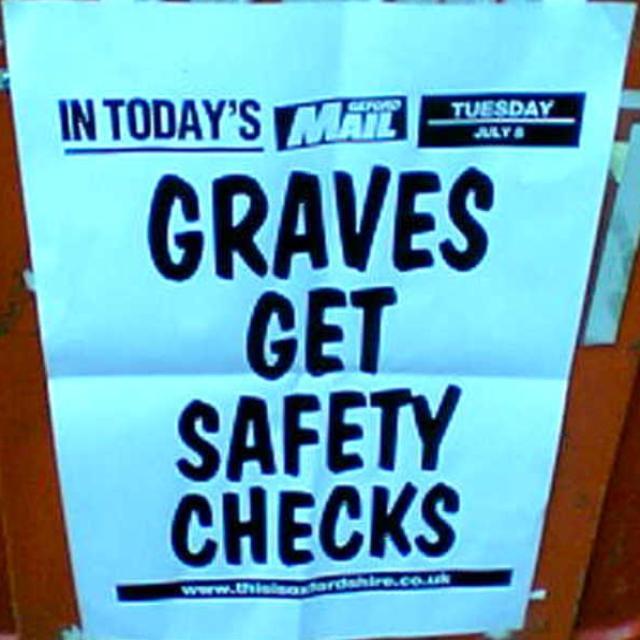 IN TODAY'S OXFORD MAIL TUESDAY JULY 8
GRAVES
GET
SAFETY
CHECKS
www.thisisoxfordshire.co.uk